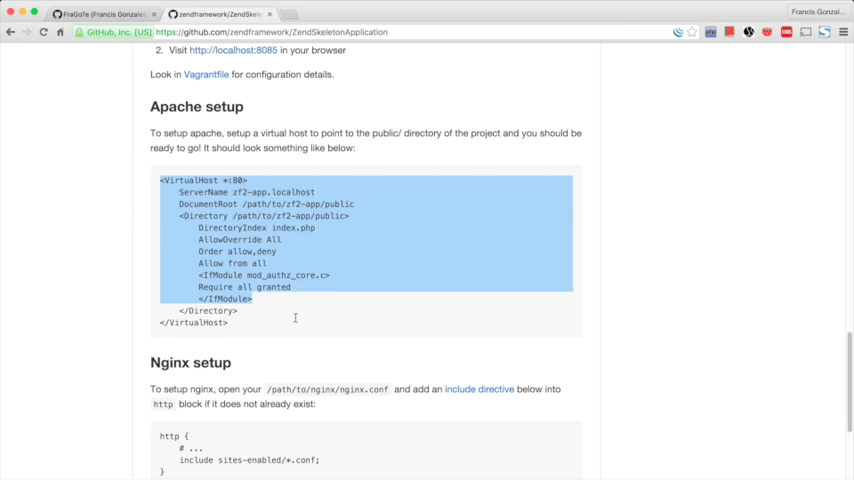 FraGoTe (Francis Gonzales
zendframework/ZendSkele
Francis Gonzal...
GitHub, Inc. [US] https://github.com/zendframework/ZendSkeletonApplication
2. Visit http://localhost:8085 in your browser
Look in Vagrantfile for configuration details.
Apache setup
To setup apache, setup a virtual host to point to the public/ directory of the project and you should be
ready to go! It should look something like below:
<VirtualHost *:80>
ServerName zf2-app.localhost
DocumentRoot /path/to/zf2-app/public
<Directory /path/to/zf2-app/public>
DirectoryIndex index.php
AllowOverride All
Order allow,deny
Allow from all
<IfModule mod_authz_core.c>
Require all granted
</IfModule>
</Directory>
</VirtualHost>
Nginx setup
To setup nginx, open your /path/to/nginx/nginx.conf and add an include directive below into
http block if it does not already exist:
http {
# ...
include sites-enabled/*.conf;
}